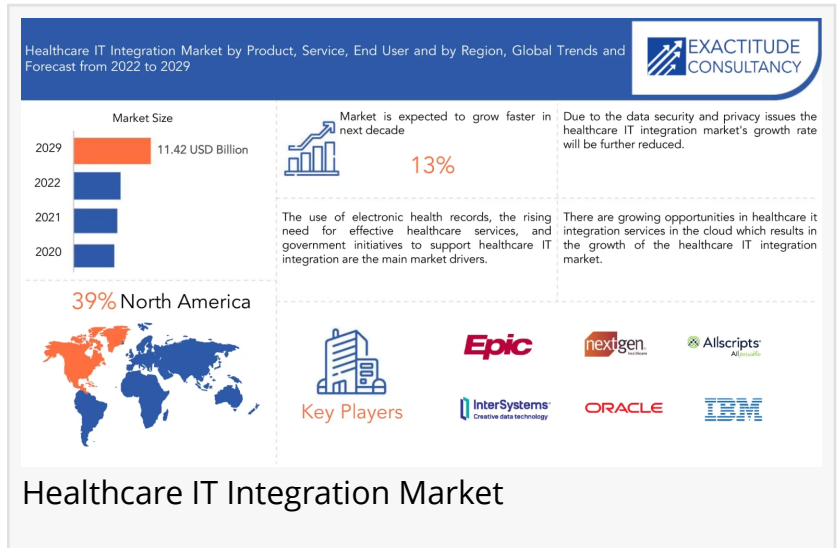 Healthcare IT Integration Market by Product, Service, End User and by Region, Global Trends and
Forecast from 2022 to 2029
EXACTITUDE
CONSULTANCY
Market Size
2029
11.42 USD Billion
2022
2021
2020
Market is expected to grow faster in
next decade
13%
Due to the data security and privacy issues the
healthcare IT integration market's growth rate
will be further reduced.
The use of electronic health records, the rising
need for effective healthcare services, and
government initiatives to support healthcare IT
integration are the main market drivers.
There are growing opportunities in healthcare it
integration services in the cloud which results in
the growth of the healthcare IT integration
market.
39% North America
Key Players
Epic
nextgen
healthcare
Allscripts
InterSystems
Creative data technology
ORACLE
IBM
Healthcare IT Integration Market